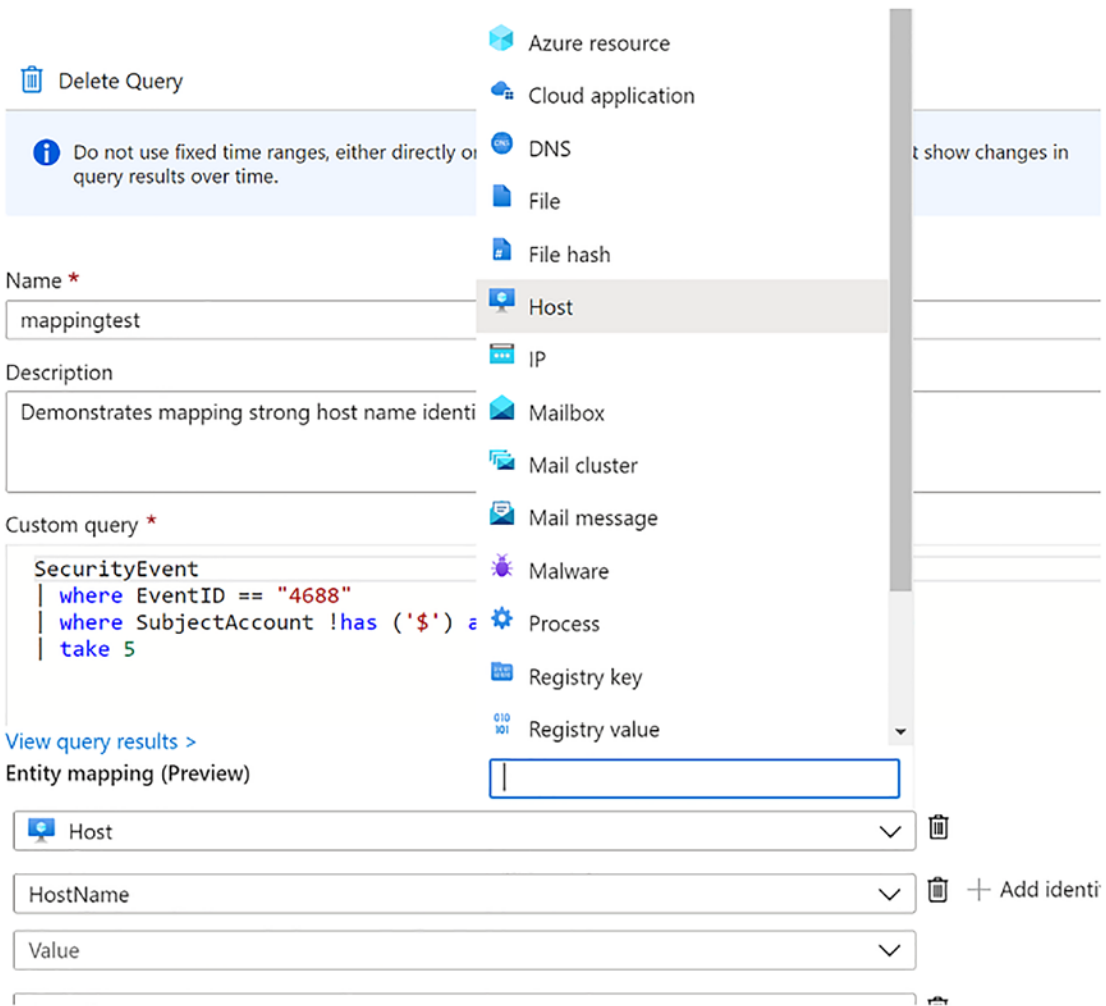 Delete Query
Do not use fixed time ranges, either directly or
t show changes in
query results over time.
Name *
mappingtest
Description
Demonstrates mapping strong host name identi
Custom query *
SecurityEvent
| where EventID == "4688"
| where SubjectAccount !has ('$') a
| take 5
View query results >
Entity mapping (Preview)
Azure resource
Cloud application
DNS
File
File hash
Host
IP
Mailbox
Mail cluster
Mail message
Malware
Process
Registry key
Registry value
Host
HostName
Add identi
Value